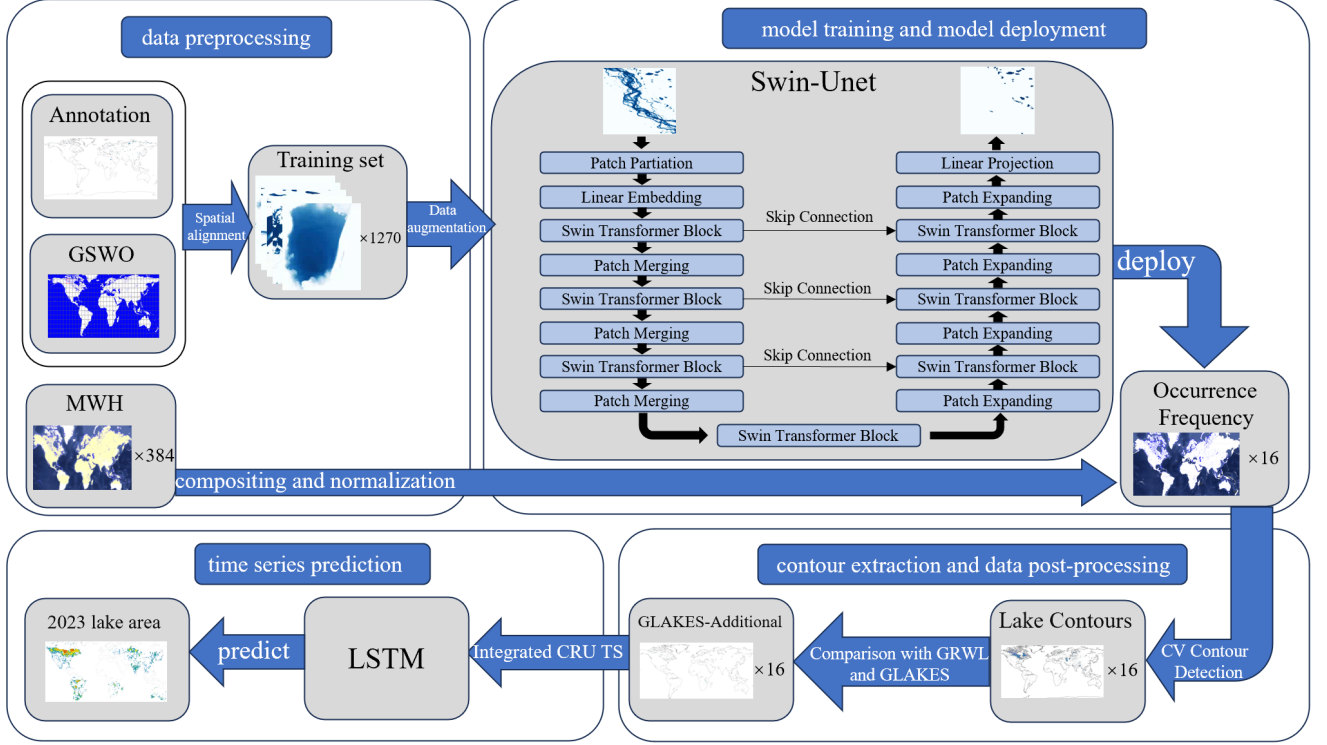 data preprocessing
Annotation
GSWO
Spatial
alignment
Training set
×1270
Data
augmentation
MWH
×384
compositing and normalization
model training and model deployment
Swin-Unet
Patch Partiation
Linear Embedding
Swin Transformer Block
Patch Merging
Swin Transformer Block
Patch Merging
Swin Transformer Block
Patch Merging
Swin Transformer Block
Skip Connection
Skip Connection
Skip Connection
Linear Projection
Patch Expanding
Swin Transformer Block
Patch Expanding
Swin Transformer Block
Patch Expanding
Swin Transformer Block
Patch Expanding
deploy
Occurrence
Frequency
×16
contour extraction and data post-processing
CV Contour
Detection
Lake Contours
×16
Comparison with GRWL
and GLAKES
GLAKES-Additional
×16
time series prediction
Integrated CRU TS
LSTM
predict
2023 lake area